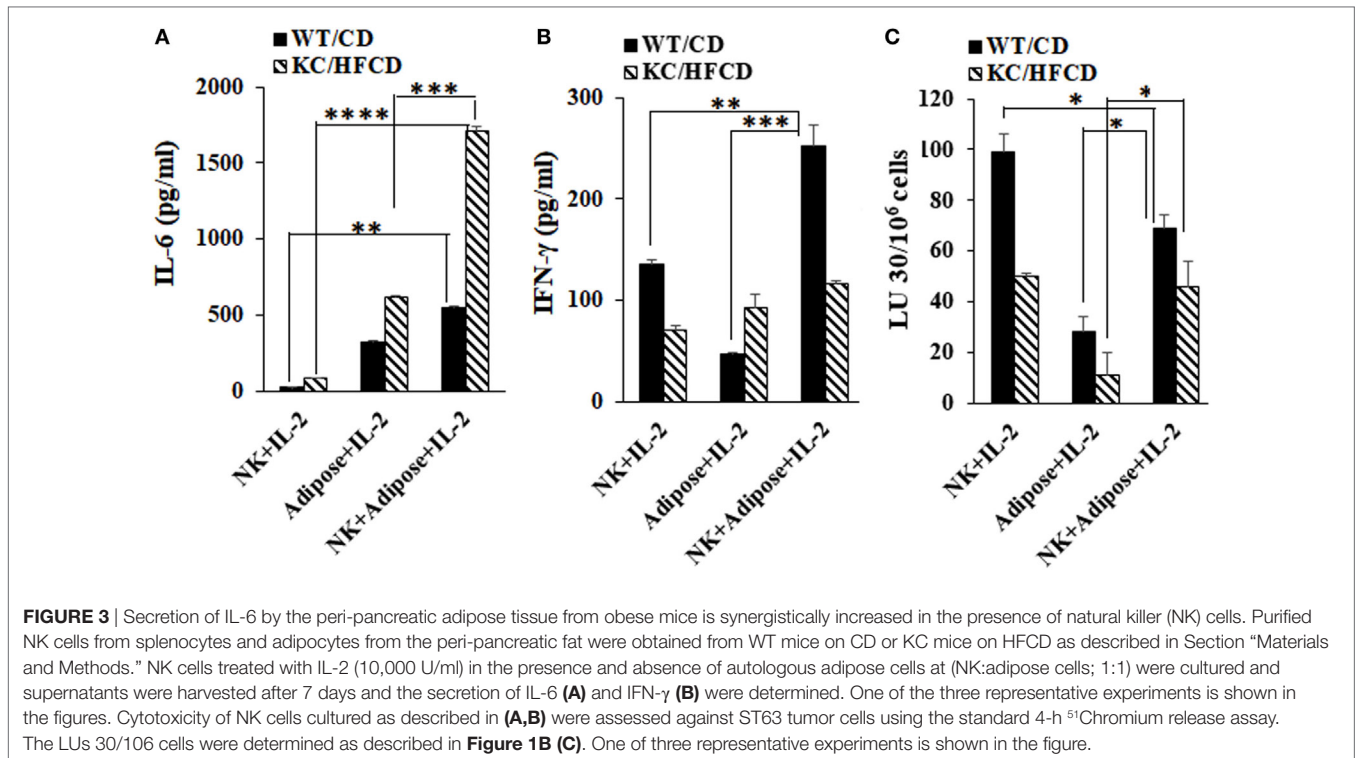 A
WT/CD
KC/HFCD
2000
1500
1000
500
0
IL-6 (pg/ml)
***
****
**
NK+IL-2
Adipose+IL-2
NK+Adipose+IL-2
B
WT/CD
KC/HFCD
300
200
100
0
IFN-γ (pg/ml)
**
***
NK+IL-2
Adipose+IL-2
NK+Adipose+IL-2
C
WT/CD
KC/HFCD
120
100
80
60
40
20
0
LU 30/10⁶ cells
*
*
*
NK+IL-2
Adipose+IL-2
NK+Adipose+IL-2
FIGURE 3 | Secretion of IL-6 by the peri-pancreatic adipose tissue from obese mice is synergistically increased in the presence of natural killer (NK) cells. Purified
NK cells from splenocytes and adipocytes from the peri-pancreatic fat were obtained from WT mice on CD or KC mice on HFCD as described in Section “Materials
and Methods.” NK cells treated with IL-2 (10,000 U/ml) in the presence and absence of autologous adipose cells at (NK:adipose cells; 1:1) were cultured and
supernatants were harvested after 7 days and the secretion of IL-6 (A) and IFN-γ (B) were determined. One of the three representative experiments is shown in
the figures. Cytotoxicity of NK cells cultured as described in (A,B) were assessed against ST63 tumor cells using the standard 4-h ⁵¹Chromium release assay.
The LUs 30/106 cells were determined as described in Figure 1B (C). One of three representative experiments is shown in the figure.